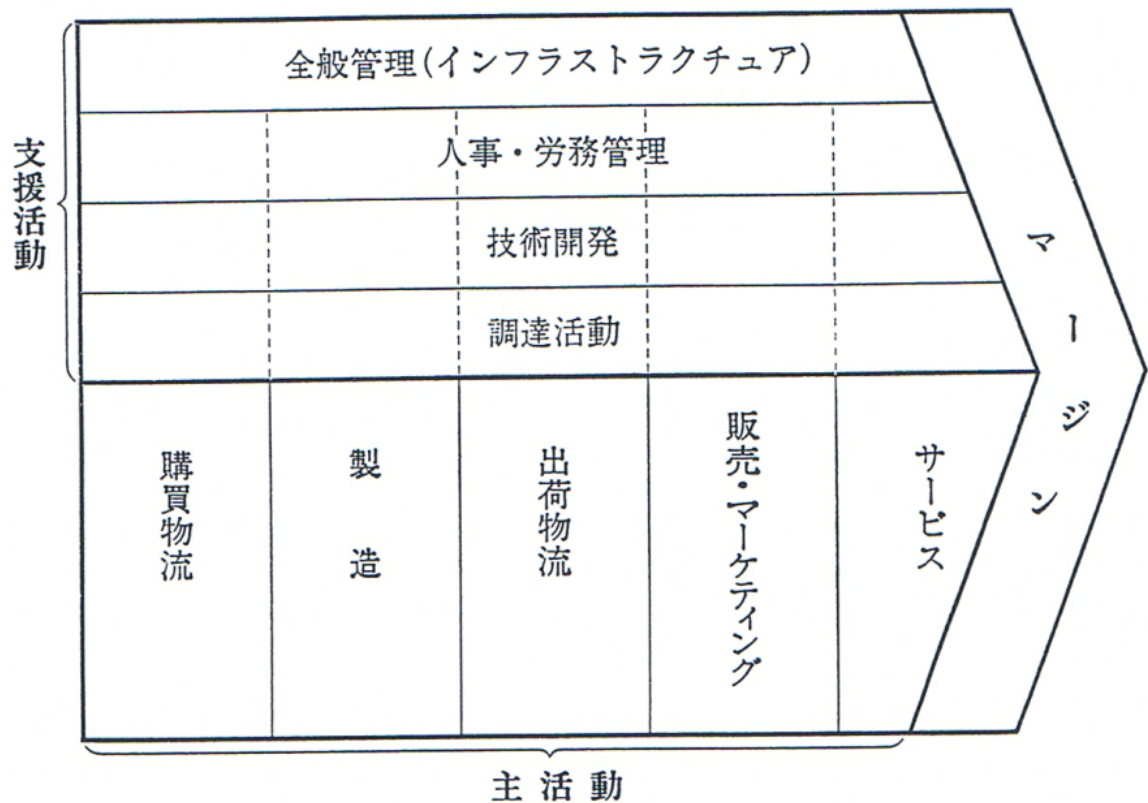 全般管理(インフラストラクチュア)
人事・労務管理
技術開発
調達活動
支援活動
購買物流
製造
出荷物流
販売・マーケティング
サービス
マージン
主活動